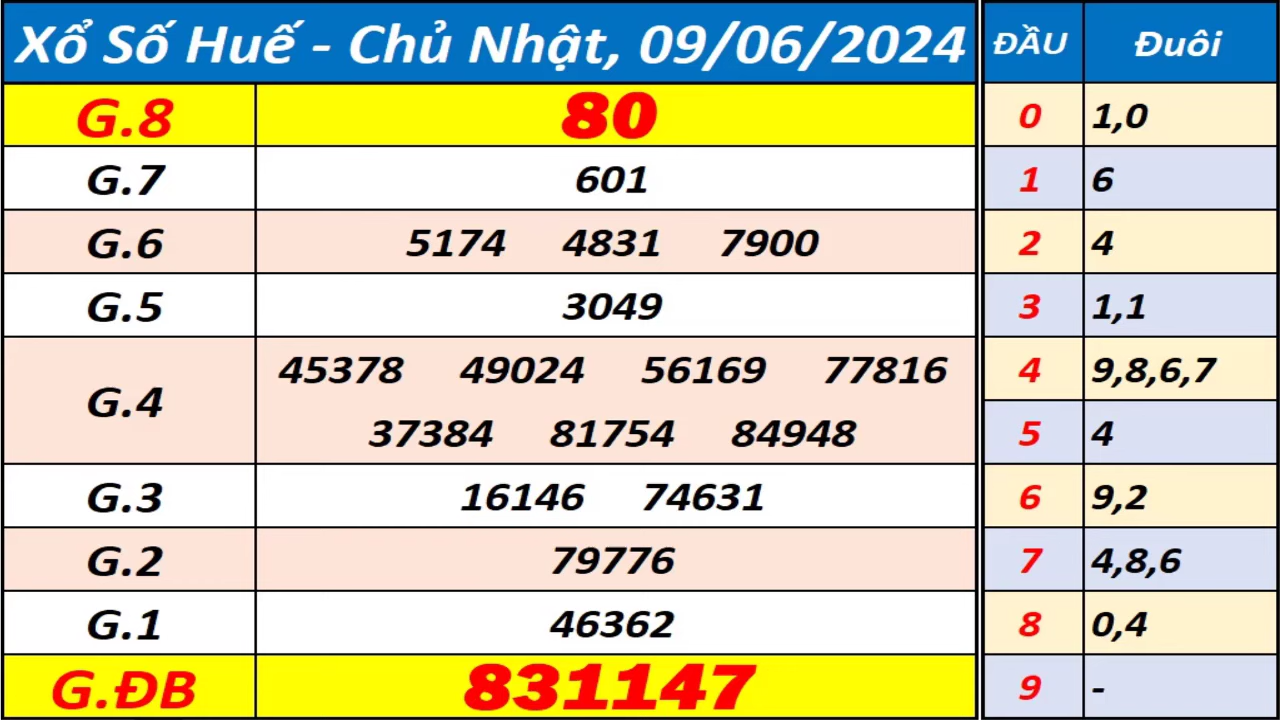 Xổ Số Huế - Chủ Nhật, 09/06/2024 ĐẦU Đuôi
G.8 80 0 1,0
G.7 601 1 6
G.6 5174 4831 7900 2 4
G.5 3049 3 1,1
G.4 45378 49024 56169 77816 4 9,8,6,7
37384 81754 84948 5 4
G.3 16146 74631 6 9,2
G.2 79776 7 4,8,6
G.1 46362 8 0,4
G.ĐB 831147 9 -